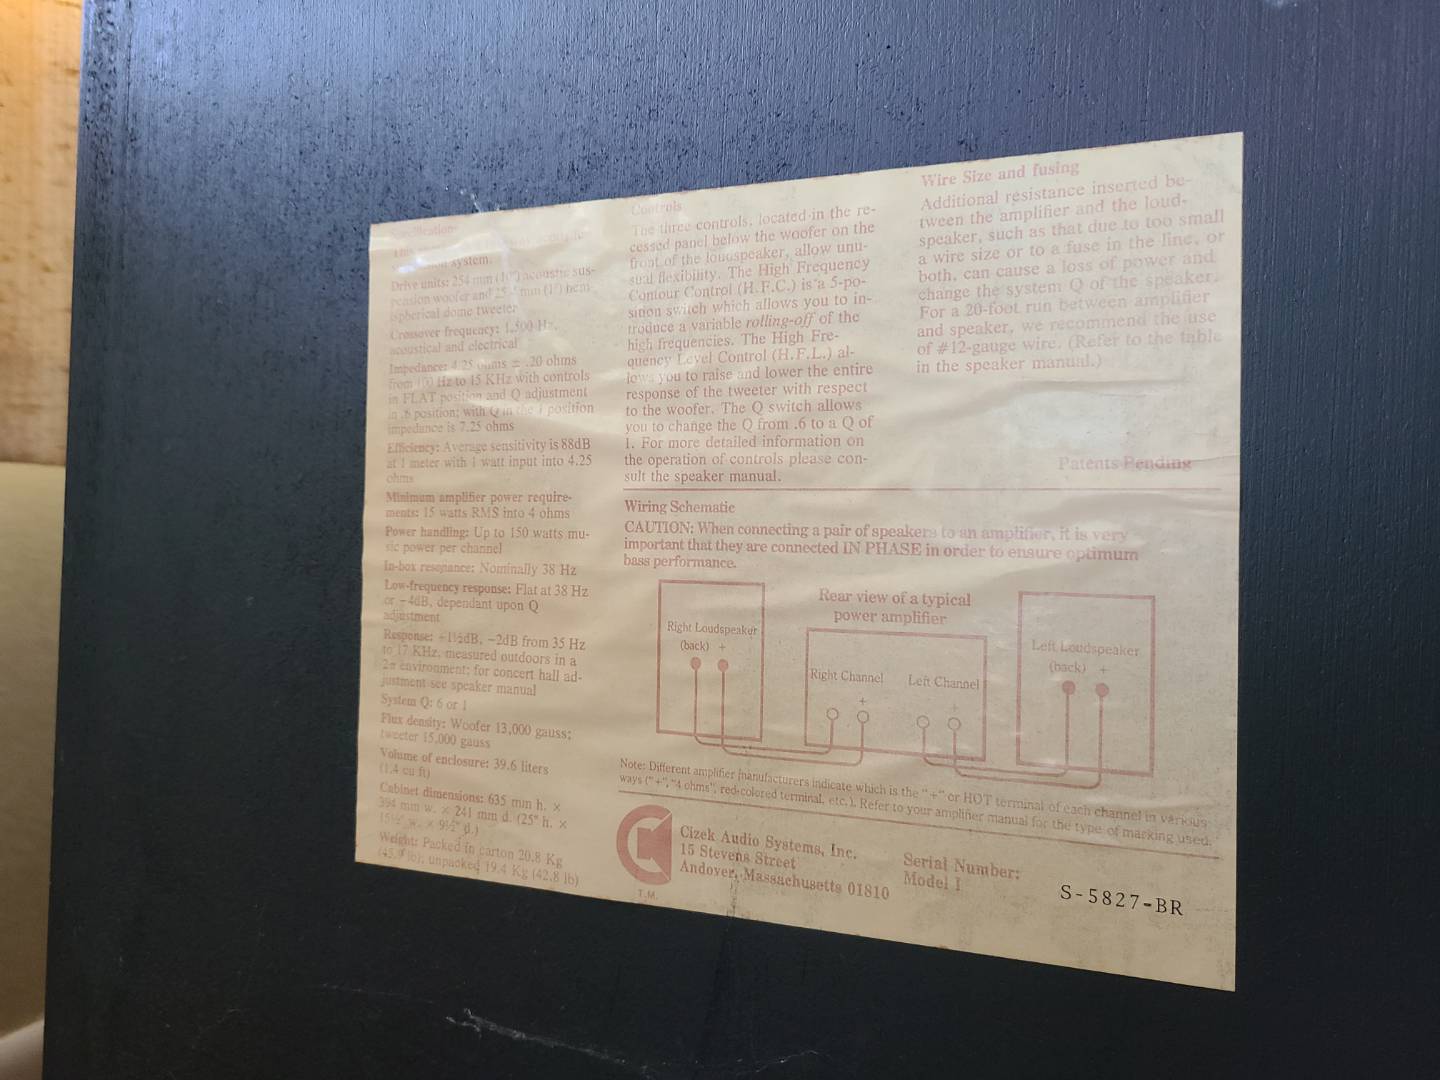 Specifications
This
system.
Drive units: 254 mm (10") acoustic sus-
pension woofer and 25.4 mm (1") hemi-
spherical dome tweeter
Crossover frequency: 1,500 Hz,
acoustical and electrical
Impedance: 4.25 ohms ± .20 ohms
from 100 Hz to 15 KHz with controls
in FLAT position and Q adjustment
in .6 position; with Q in the 1 position
impedance is 7.25 ohms
Efficiency: Average sensitivity is 88dB
at 1 meter with 1 watt input into 4.25
ohms
Minimum amplifier power require-
ments: 15 watts RMS into 4 ohms
Power handling: Up to 150 watts mu-
sic power per channel
In-box resonance: Nominally 38 Hz
Low-frequency response: Flat at 38 Hz
or −4dB, dependant upon Q
adjustment
Response: +1½dB, −2dB from 35 Hz
to 17 KHz, measured outdoors in a
2π environment; for concert hall ad-
justment see speaker manual
System Q: .6 or 1
Flux density: Woofer 13,000 gauss;
tweeter 15,000 gauss
Volume of enclosure: 39.6 liters
(1.4 cu ft)
Cabinet dimensions: 635 mm h. ×
394 mm w. × 241 mm d. (25" h. ×
15½" w. × 9½" d.)
Weight: Packed in carton 20.8 Kg
(45.9 lb); unpacked 19.4 Kg (42.8 lb)
Controls
The three controls, located in the re-
cessed panel below the woofer on the
front of the loudspeaker, allow unu-
sual flexibility. The High Frequency
Contour Control (H.F.C.) is a 5-po-
sition switch which allows you to in-
troduce a variable rolling-off of the
high frequencies. The High Fre-
quency Level Control (H.F.L.) al-
lows you to raise and lower the entire
response of the tweeter with respect
to the woofer. The Q switch allows
you to change the Q from .6 to a Q of
1. For more detailed information on
the operation of controls please con-
sult the speaker manual.
Wire Size and fusing
Additional resistance inserted be-
tween the amplifier and the loud-
speaker, such as that due to too small
a wire size or to a fuse in the line, or
both, can cause a loss of power and
change the system Q of the speaker.
For a 20-foot run between amplifier
and speaker, we recommend the use
of #12-gauge wire. (Refer to the table
in the speaker manual.)
Patents Pending
Wiring Schematic
CAUTION: When connecting a pair of speakers to an amplifier, it is very
important that they are connected IN PHASE in order to ensure optimum
bass performance.
Right Loudspeaker
(back) +
Rear view of a typical
power amplifier
Right Channel
+
Left Channel
+
Left Loudspeaker
(back) +
Note: Different amplifier manufacturers indicate which is the "+" or HOT terminal of each channel in various
ways ("+", "4 ohms", red-colored terminal, etc.). Refer to your amplifier manual for the type of marking used.
T.M.
Cizek Audio Systems, Inc.
15 Stevens Street
Andover, Massachusetts 01810
Serial Number:
Model I
S-5827-BR